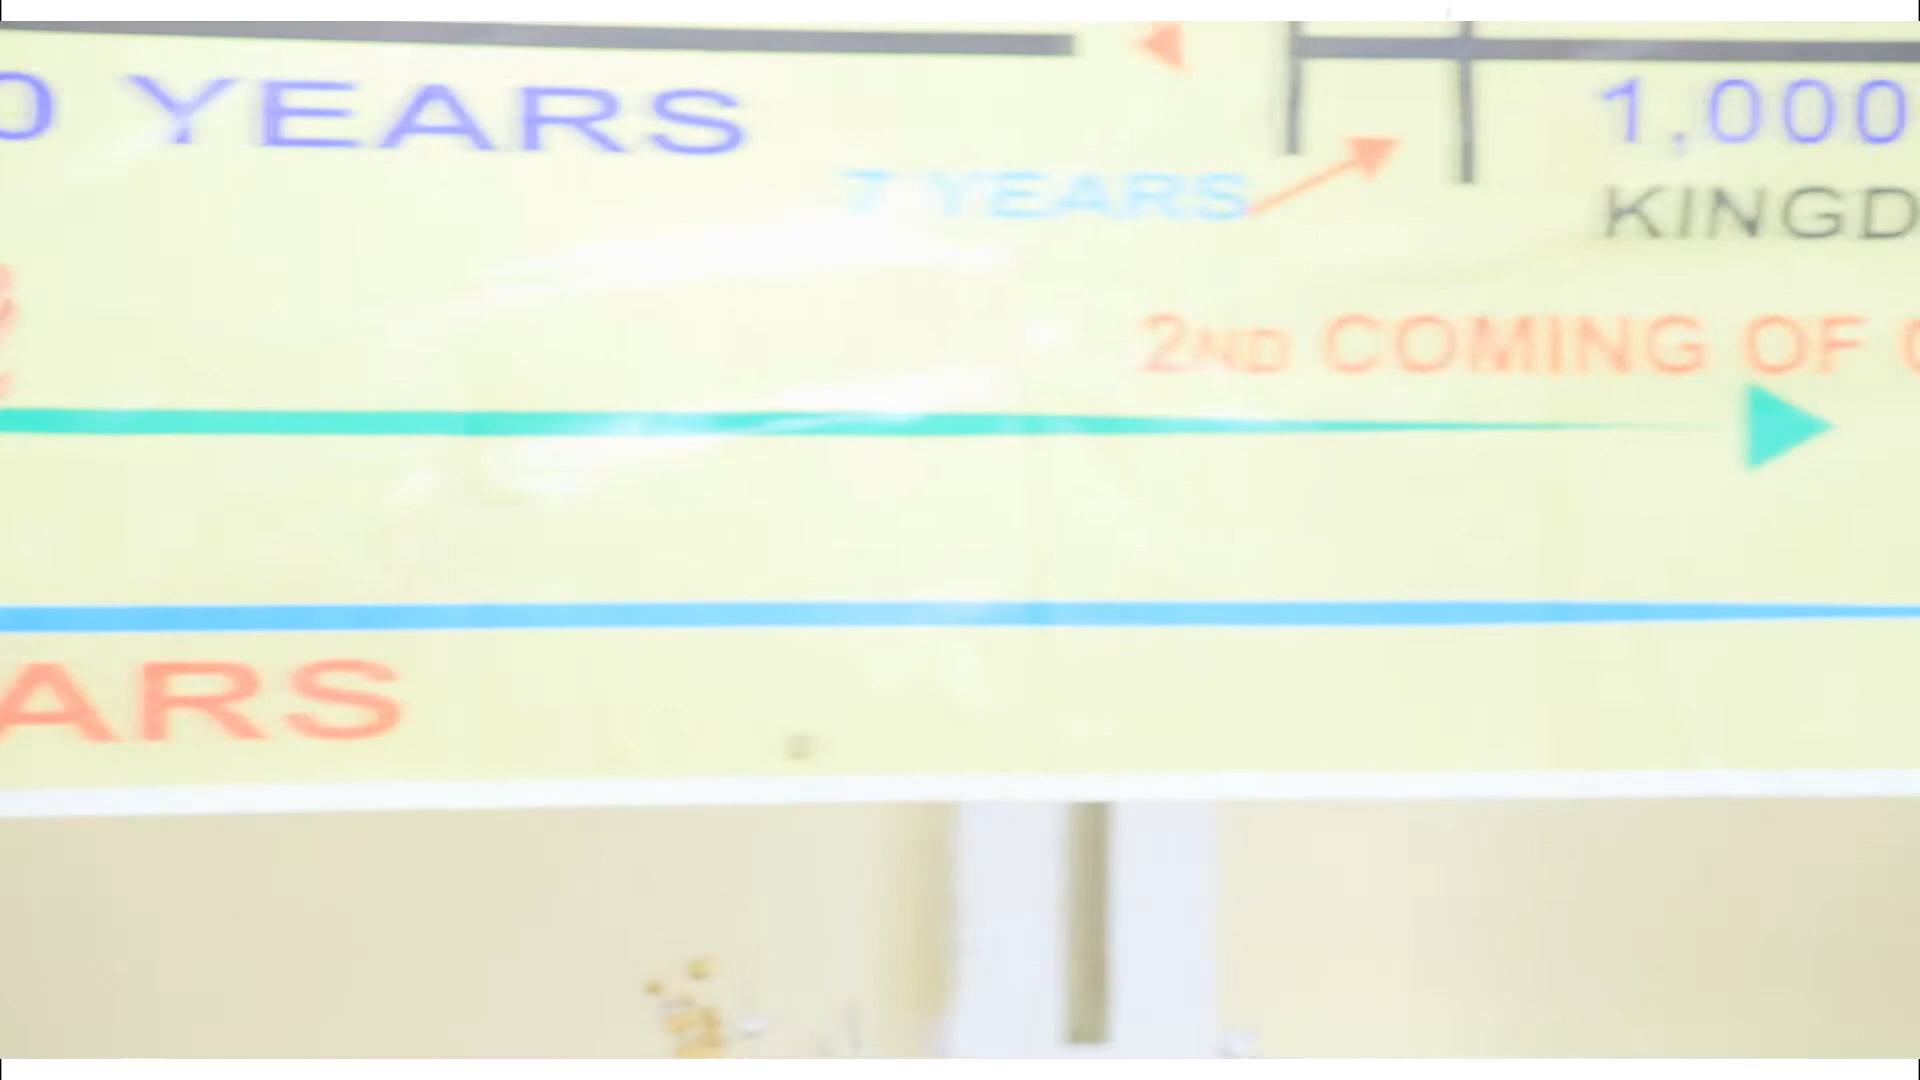 0 YEARS
1,000
7 YEARS
KINGD
2ND COMING OF
ARS